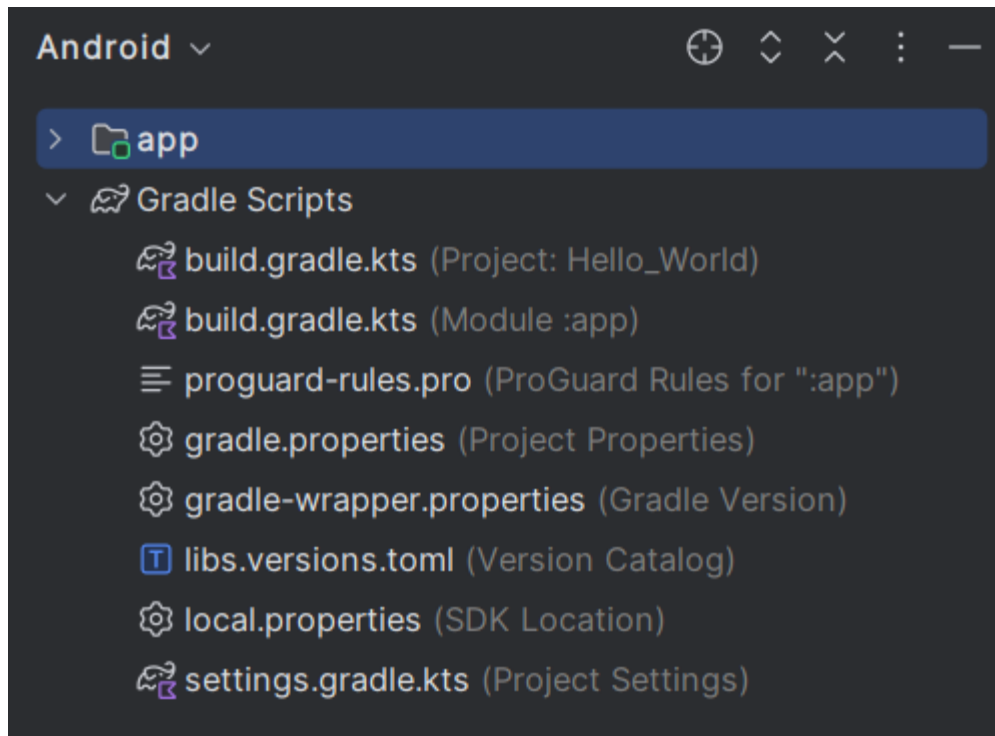 Android
app
Gradle Scripts
build.gradle.kts (Project: Hello_World)
build.gradle.kts (Module :app)
proguard-rules.pro (ProGuard Rules for ":app")
gradle.properties (Project Properties)
gradle-wrapper.properties (Gradle Version)
T libs.versions.toml (Version Catalog)
local.properties (SDK Location)
settings.gradle.kts (Project Settings)